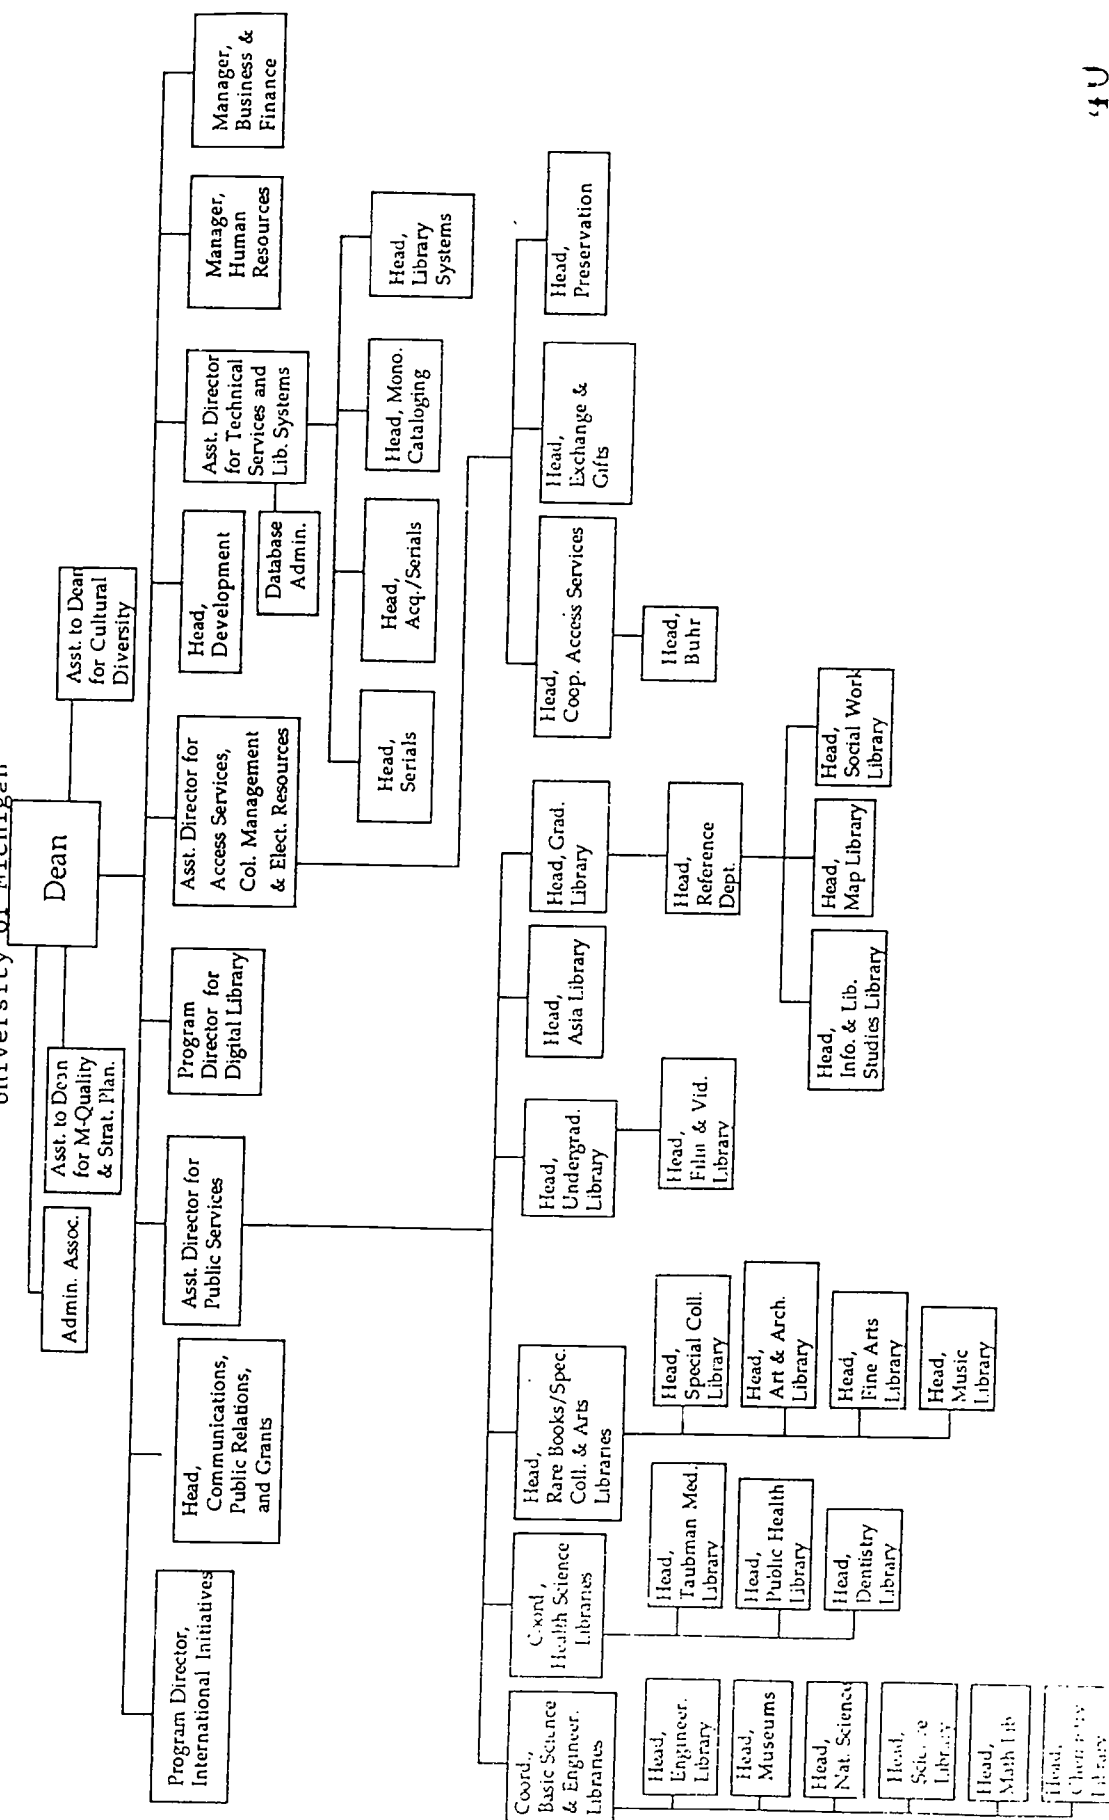 University of Michigan
Dean
Admin. Assoc.
Asst. to Dean
for M-Quality
& Strat. Plan.
Asst. to Dean
for Cultural
Diversity
Program Director,
International Initiatives
Head,
Communications,
Public Relations,
and Grants
Asst. Director for
Public Services
Program
Director for
Digital Library
Asst. Director for
Access Services,
Col. Management
& Elect. Resources
Head,
Development
Asst. Director
for Technical
Services and
Lib. Systems
Manager,
Human
Resources
Manager,
Business &
Finance
Database
Admin.
Head,
Serials
Head,
Acq./Serials
Head, Mono.
Cataloging
Head,
Library
Systems
Coord.,
Basic Science
& Engineer.
Libraries
Coord.,
Health Science
Libraries
Head,
Rare Books/Spec.
Coll. & Arts
Libraries
Head,
Undergrad.
Library
Head,
Asia Library
Head, Grad.
Library
Head,
Coop. Access Services
Head,
Exchange &
Gifts
Head,
Preservation
Head,
Engineer.
Library
Head,
Museums
Head,
Nat. Science
Head,
Science
Library
Head,
Math Lib
Head,
Chemistry
Library
Head,
Taubman Med.
Library
Head,
Public Health
Library
Head,
Dentistry
Library
Head,
Special Coll.
Library
Head,
Art & Arch.
Library
Head,
Fine Arts
Library
Head,
Music
Library
Head,
Film & Vid.
Library
Head,
Reference
Dept.
Head,
Buhr
Head,
Info. & Lib.
Studies Library
Head,
Map Library
Head,
Social Work
Library